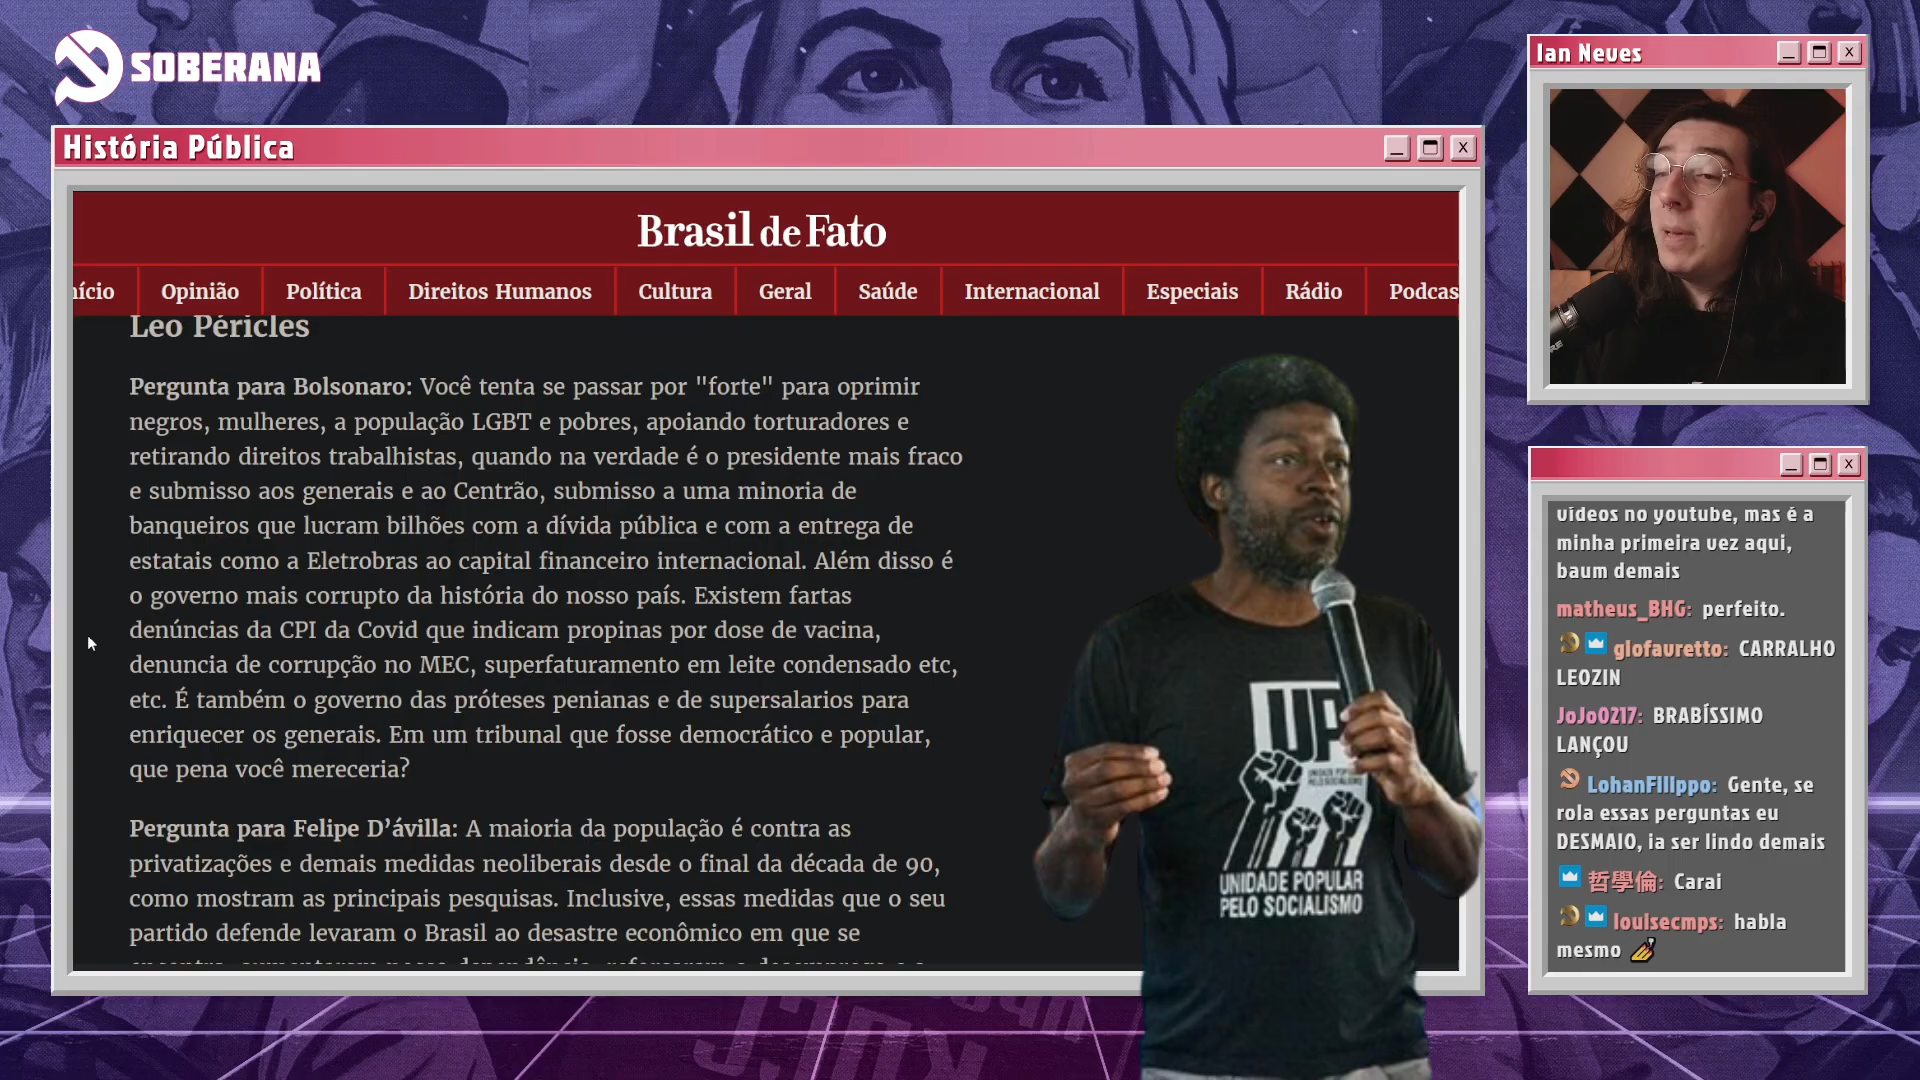 SOBERANA
História Pública
Brasil de Fato
Opinião
Política
Direitos Humanos
Cultura
Geral
Saúde
Internacional
Especiais
Rádio
Leo Péricles
Pergunta para Bolsonaro: Você tenta se passar por "forte" para oprimir
negros, mulheres, a população LGBT e pobres, apoiando torturadores e
retirando direitos trabalhistas, quando na verdade é o presidente mais fraco
e submisso aos generais e ao Centrão, submisso a uma minoria de
banqueiros que lucram bilhões com a dívida pública e com a entrega de
estatais como a Eletrobras ao capital financeiro internacional. Além disso é
o governo mais corrupto da história do nosso país. Existem fartas
denúncias da CPI da Covid que indicam propinas por dose de vacina,
denuncia de corrupção no MEC, superfaturamento em leite condensado etc,
etc. É também o governo das próteses penianas e de supersalarios para
enriquecer os generais. Em um tribunal que fosse democrático e popular,
que pena você mereceria?
Pergunta para Felipe D’ávilla: A maioria da população é contra as
privatizações e demais medidas neoliberais desde o final da década de 90,
como mostram as principais pesquisas. Inclusive, essas medidas que o seu
partido defende levaram o Brasil ao desastre econômico em que se
UP
UNIDADE POPULAR
PELO SOCIALISMO
Ian Neves
vídeos no youtube, mas é a
minha primeira vez aqui,
baum demais
matheus_BHG: perfeito.
glofavretto: CARRALHO
LEOZIN
JoJo0217: BRABÍSSIMO
LANÇOU
LohanFilippo: Gente, se
rola essas perguntas eu
DESMAIO, ia ser lindo demais
哲學倫: Carai
louisecmps: habla
mesmo